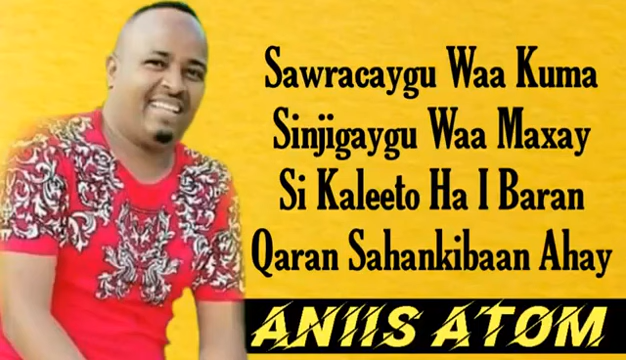 Sawracaygu Waa Kuma
Sinjigaygu Waa Maxay
Si Kaleeto Ha I Baran
Qaran Sahankibaan Ahay
ANIIS ATOM